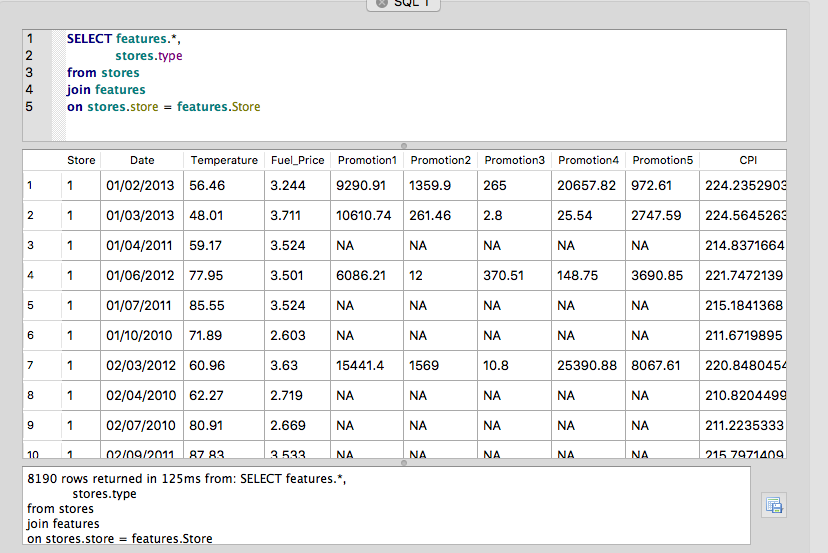 SQL 1
1 SELECT features.*,
2 stores.type
3 from stores
4 join features
5 on stores.store = features.Store
Store Date Temperature Fuel_Price Promotion1 Promotion2 Promotion3 Promotion4 Promotion5 CPI
1 1 01/02/2013 56.46 3.244 9290.91 1359.9 265 20657.82 972.61 224.2352903
2 1 01/03/2013 48.01 3.711 10610.74 261.46 2.8 25.54 2747.59 224.5645263
3 1 01/04/2011 59.17 3.524 NA NA NA NA NA 214.8371664
4 1 01/06/2012 77.95 3.501 6086.21 12 370.51 148.75 3690.85 221.7472139
5 1 01/07/2011 85.55 3.524 NA NA NA NA NA 215.1841368
6 1 01/10/2010 71.89 2.603 NA NA NA NA NA 211.6719895
7 1 02/03/2012 60.96 3.63 15441.4 1569 10.8 25390.88 8067.61 220.8480454
8 1 02/04/2010 62.27 2.719 NA NA NA NA NA 210.8204499
9 1 02/07/2010 80.91 2.669 NA NA NA NA NA 211.2235333
10 1 02/09/2011 87.83 3.533 NA NA NA NA NA 215.7971409
8190 rows returned in 125ms from: SELECT features.*,
stores.type
from stores
join features
on stores.store = features.Store